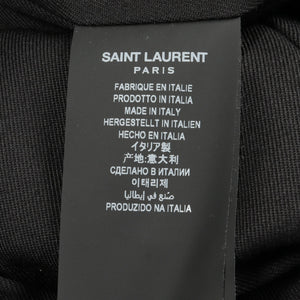 SAINT LAURENT
PARIS
FABRIQUE EN ITALIE
PRODOTTO IN ITALIA
MADE IN ITALY
HERGESTELLT IN ITALIEN
HECHO EN ITALIA
イタリア製
产地:意大利
СДЕЛАНО В ИТАЛИИ
이태리제
صنع في إيطاليا
PRODUZIDO NA ITALIA